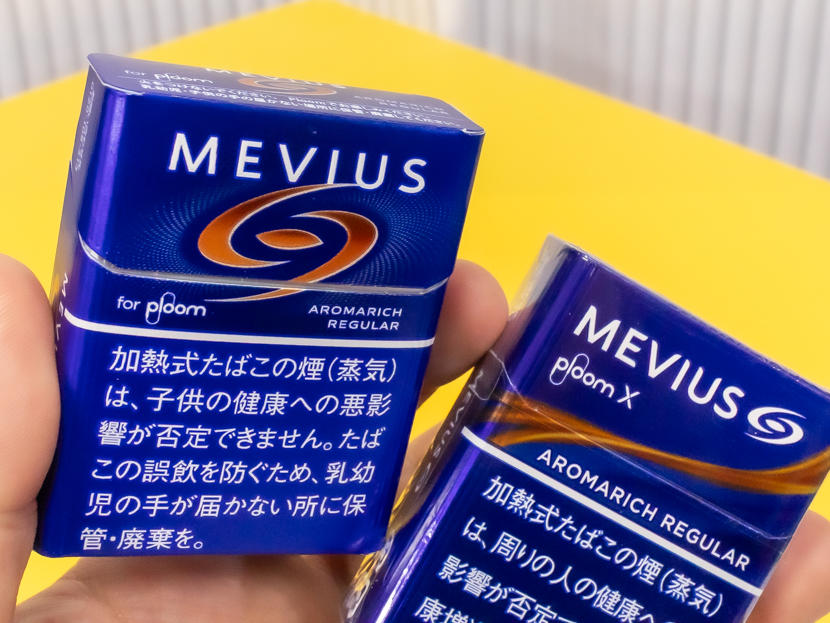 for ploom
MEVIUS
AROMARICH
MEVIUS
for ploom
AROMARICH
REGULAR
加熱式たばこの煙(蒸気)
は、子供の健康への悪影
響が否定できません。たば
この誤飲を防ぐため、乳幼
児の手が届かない所に保
管・廃棄を。
MEVIUS
ploom X
AROMARICH REGULAR
加熱式たばこの煙(蒸気)
は、周りの人の健康への
影響が否定